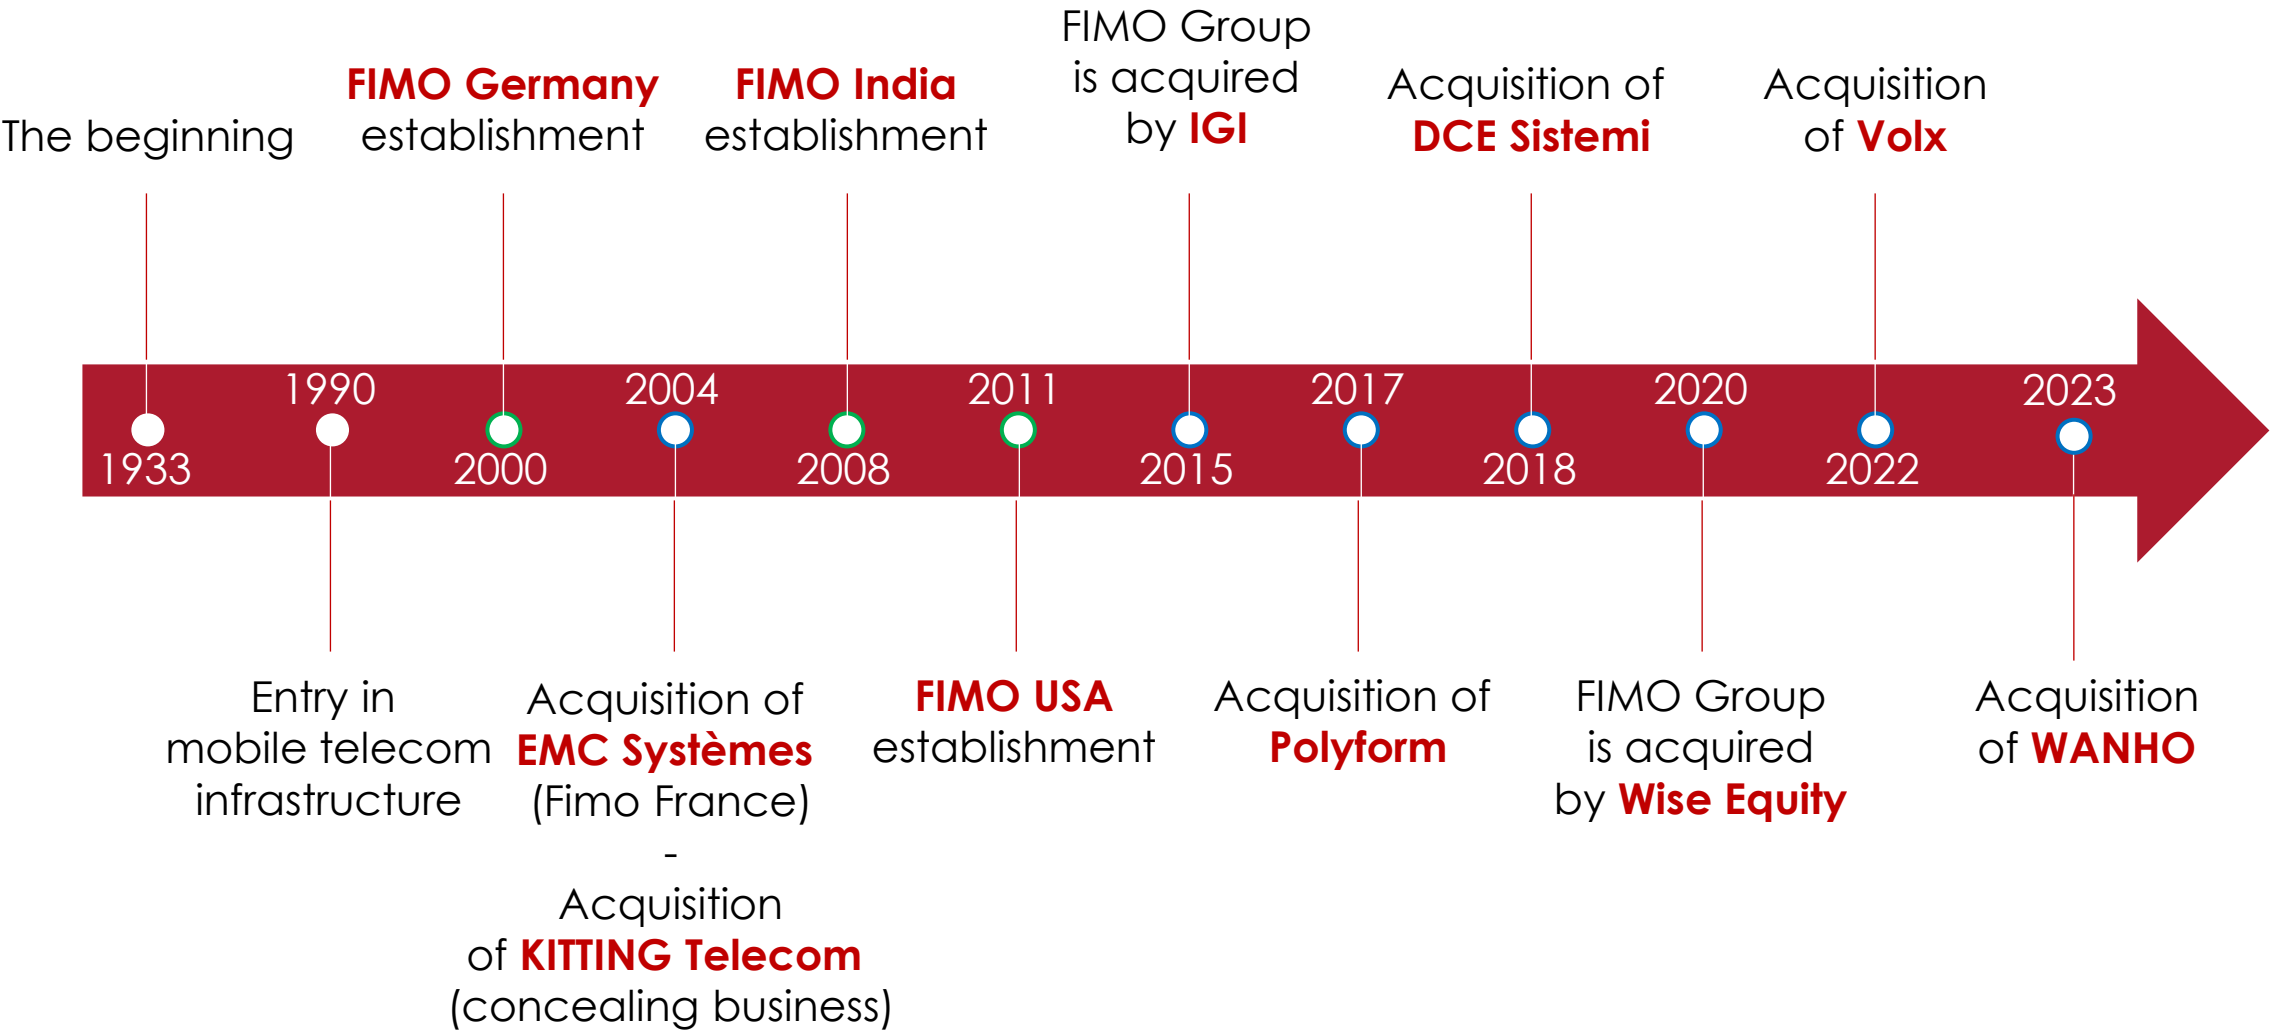 The beginning
1933
1990
Entry in
mobile telecom
infrastructure
FIMO Germany
establishment
2000
2004
Acquisition of
EMC Systèmes
(Fimo France)
-
Acquisition
of KITTING Telecom
(concealing business)
FIMO India
establishment
2008
2011
FIMO USA
establishment
FIMO Group
is acquired
by IGI
2015
2017
Acquisition of
Polyform
Acquisition of
DCE Sistemi
2018
2020
FIMO Group
is acquired
by Wise Equity
Acquisition
of Volx
2022
2023
Acquisition
of WANHO